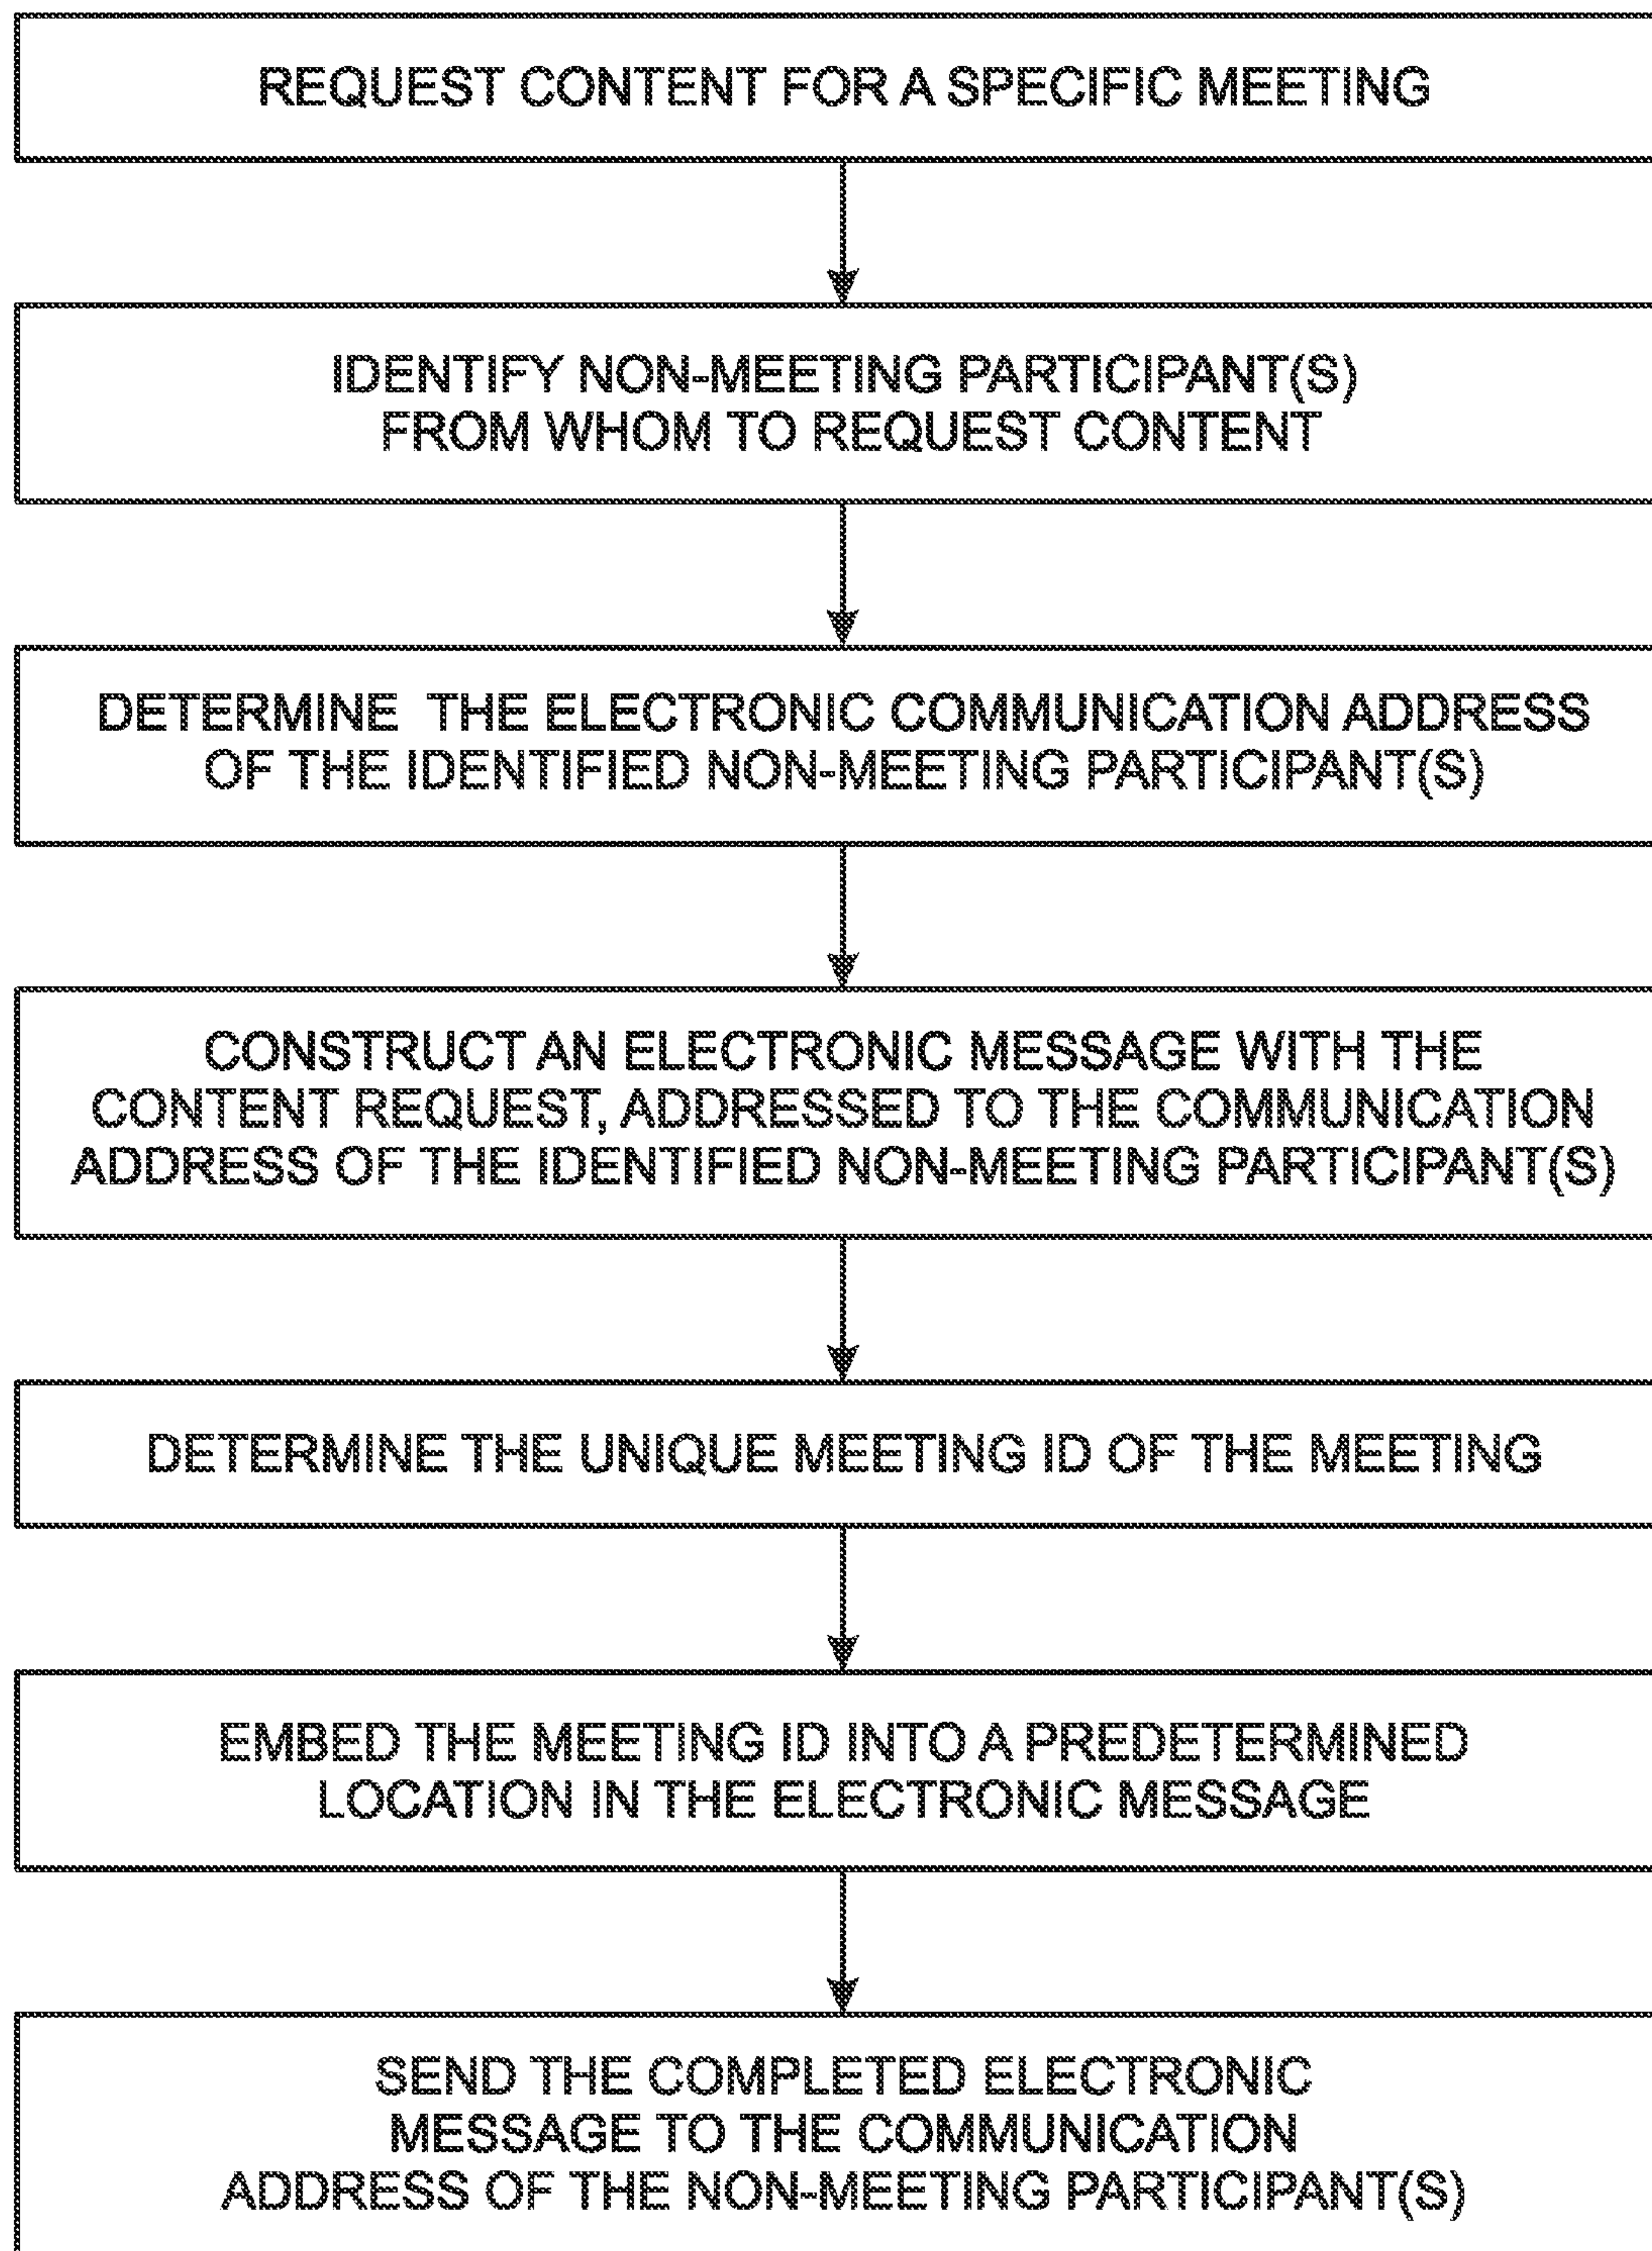 REQUEST CONTENT FOR A SPECIFIC MEETING
IDENTIFY NON-MEETING PARTICIPANT(S)
FROM WHOM TO REQUEST CONTENT
DETERMINE THE ELECTRONIC COMMUNICATION ADDRESS
OF THE IDENTIFIED NON-MEETING PARTICIPANT(S)
CONSTRUCT AN ELECTRONIC MESSAGE WITH THE
CONTENT REQUEST, ADDRESSED TO THE COMMUNICATION
ADDRESS OF THE IDENTIFIED NON-MEETING PARTICIPANT(S)
DETERMINE THE UNIQUE MEETING ID OF THE MEETING
EMBED THE MEETING ID INTO A PREDETERMINED
LOCATION IN THE ELECTRONIC MESSAGE
SEND THE COMPLETED ELECTRONIC
MESSAGE TO THE COMMUNICATION
ADDRESS OF THE NON-MEETING PARTICIPANT(S)